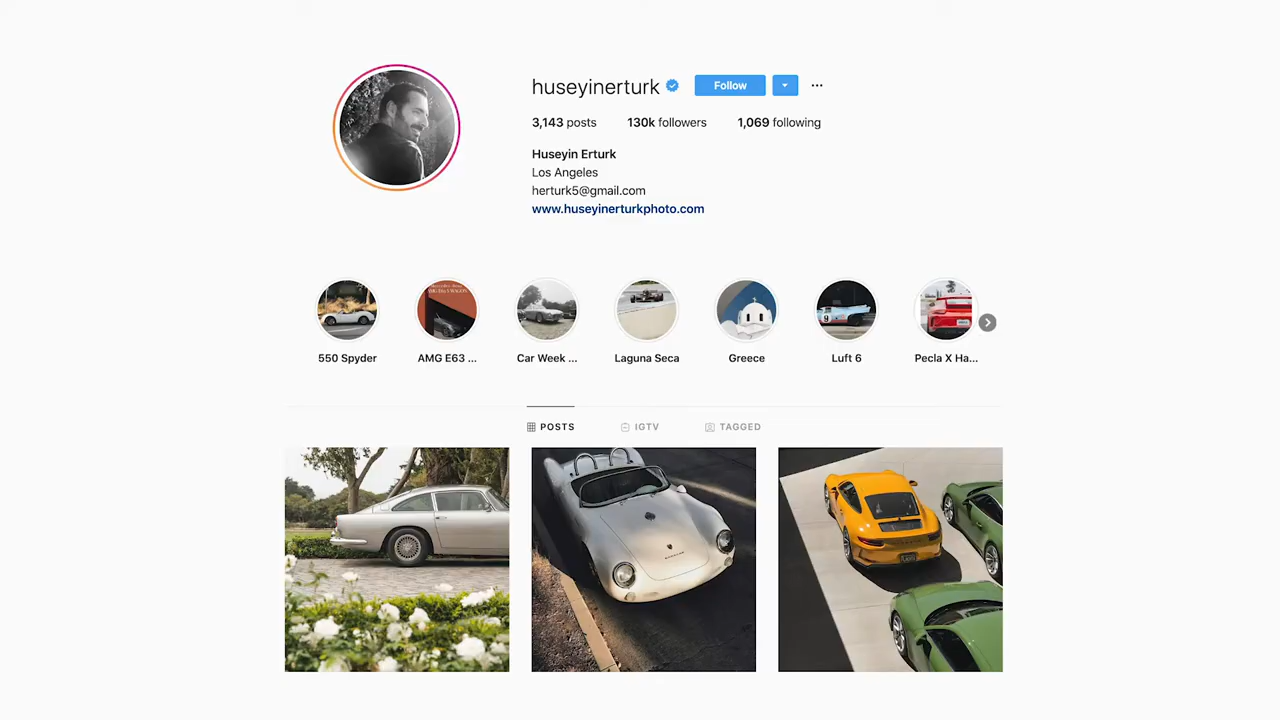 huseyinerturk
Follow
3,143 posts 130k followers 1,069 following
Huseyin Erturk
Los Angeles
herturk5@gmail.com
www.huseyinerturkphoto.com
550 Spyder
AMG E63 ...
Car Week ...
Laguna Seca
Greece
Luft 6
Pecla X Ha...
POSTS
IGTV
TAGGED